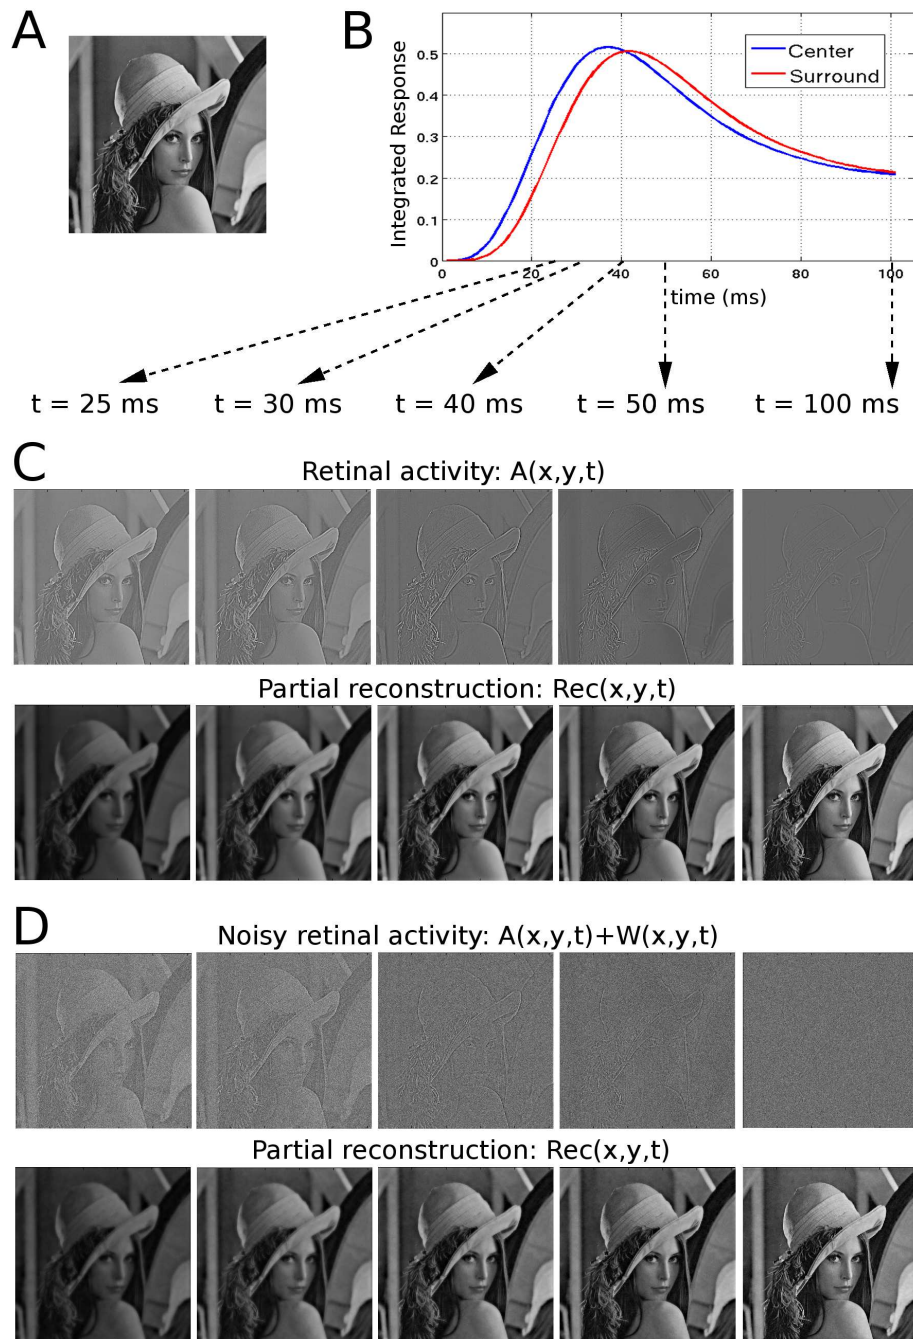 A
B
Integrated Response
0.5
0.4
0.3
0.2
0.1
0
Center
Surround
20
40
60
80
100
time (ms)
t = 25 ms
t = 30 ms
t = 40 ms
t = 50 ms
t = 100 ms
C
Retinal activity: A(x,y,t)
Partial reconstruction: Rec(x,y,t)
D
Noisy retinal activity: A(x,y,t)+W(x,y,t)
Partial reconstruction: Rec(x,y,t)